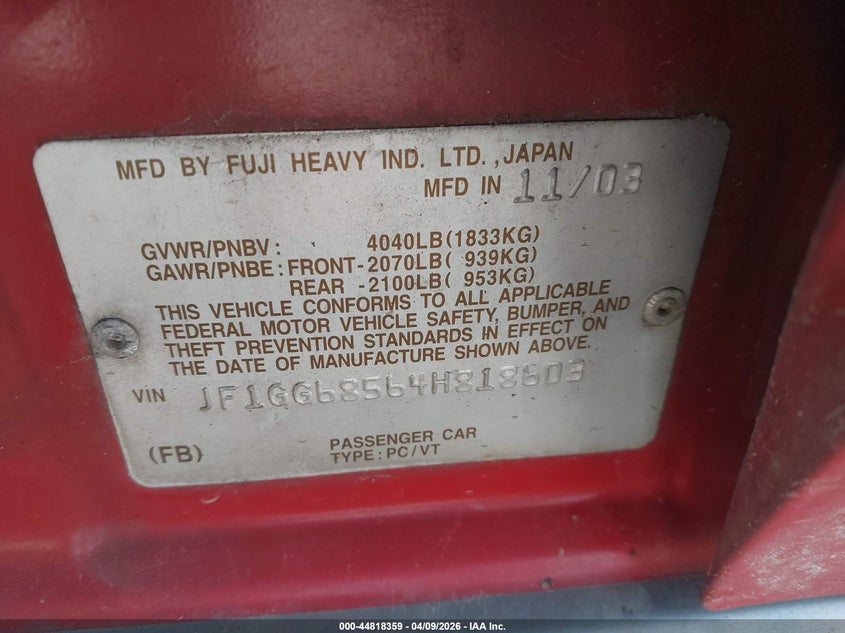 MFD BY FUJI HEAVY IND. LTD.,JAPAN
MFD IN 11/03
GVWR/PNBV: 4040LB(1833KG)
GAWR/PNBE: FRONT-2070LB( 939KG)
REAR -2100LB( 953KG)
THIS VEHICLE CONFORMS TO ALL APPLICABLE
FEDERAL MOTOR VEHICLE SAFETY, BUMPER, AND
THEFT PREVENTION STANDARDS IN EFFECT ON
THE DATE OF MANUFACTURE SHOWN ABOVE.
VIN JF1GG68564H818603
(FB) PASSENGER CAR
TYPE:PC/VT
000-44818359 - 04/09/2026 - IAA Inc.